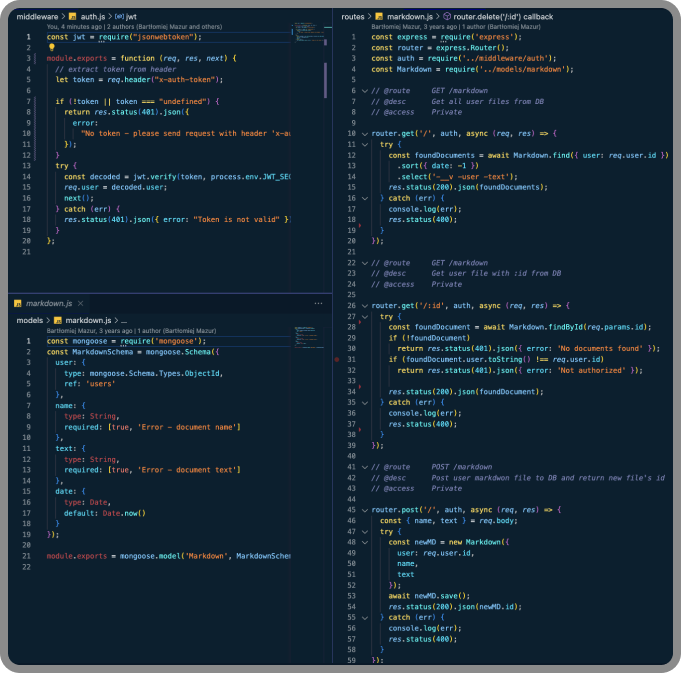 middleware > auth.js > jwt
You, 4 minutes ago | 2 authors (Bartłomiej Mazur and others)
1 const jwt = require("jsonwebtoken");
2
3 module.exports = function (req, res, next) {
4 // extract token from header
5 let token = req.header("x-auth-token");
6
7 if (!token || token === "undefined") {
8 return res.status(401).json({
9 error:
10 "No token - please send request with header 'x-au
11 });
12 }
13 try {
14 const decoded = jwt.verify(token, process.env.JWT_SEC
15 req.user = decoded.user;
16 next();
17 } catch (err) {
18 res.status(401).json({ error: "Token is not valid" })
19 }
20 };
21
markdown.js
models > markdown.js > ...
Bartłomiej Mazur, 3 years ago | 1 author (Bartłomiej Mazur)
1 const mongoose = require('mongoose');
2 const MarkdownSchema = mongoose.Schema({
3 user: {
4 type: mongoose.Schema.Types.ObjectId,
5 ref: 'users'
6 },
7 name: {
8 type: String,
9 required: [true, 'Error - document name']
10 },
11 text: {
12 type: String,
13 required: [true, 'Error - document text']
14 },
15 date: {
16 type: Date,
17 default: Date.now()
18 }
19 });
20
21 module.exports = mongoose.model('Markdown', MarkdownSchem
22
routes > markdown.js > router.delete('/:id') callback
Bartłomiej Mazur, 3 years ago | 1 author (Bartłomiej Mazur)
1 const express = require('express');
2 const router = express.Router();
3 const auth = require('../middleware/auth');
4 const Markdown = require('../models/markdown');
5
6 // @route GET /markdown
7 // @desc Get all user files from DB
8 // @access Private
9
10 router.get('/', auth, async (req, res) => {
11 try {
12 const foundDocuments = await Markdown.find({ user: req.user.id })
13 .sort({ date: -1 })
14 .select('-__v -user -text');
15 res.status(200).json(foundDocuments);
16 } catch (err) {
17 console.log(err);
18 res.status(400);
19 }
20 });
21
22 // @route GET /markdown
23 // @desc Get user file with :id from DB
24 // @access Private
25
26 router.get('/:id', auth, async (req, res) => {
27 try {
28 const foundDocument = await Markdown.findById(req.params.id);
29 if (!foundDocument)
30 return res.status(401).json({ error: 'No documents found' });
31 if (foundDocument.user.toString() !== req.user.id)
32 return res.status(401).json({ error: 'Not authorized' });
33
34 res.status(200).json(foundDocument);
35 } catch (err) {
36 console.log(err);
37 res.status(400);
38 }
39 });
40
41 // @route POST /markdown
42 // @desc Post user markdwon file to DB and return new file's id
43 // @access Private
44
45 router.post('/', auth, async (req, res) => {
46 const { name, text } = req.body;
47 try {
48 const newMD = new Markdown({
49 user: req.user.id,
50 name,
51 text
52 });
53 await newMD.save();
54 res.status(200).json(newMD.id);
55 } catch (err) {
56 console.log(err);
57 res.status(400);
58 }
59 });